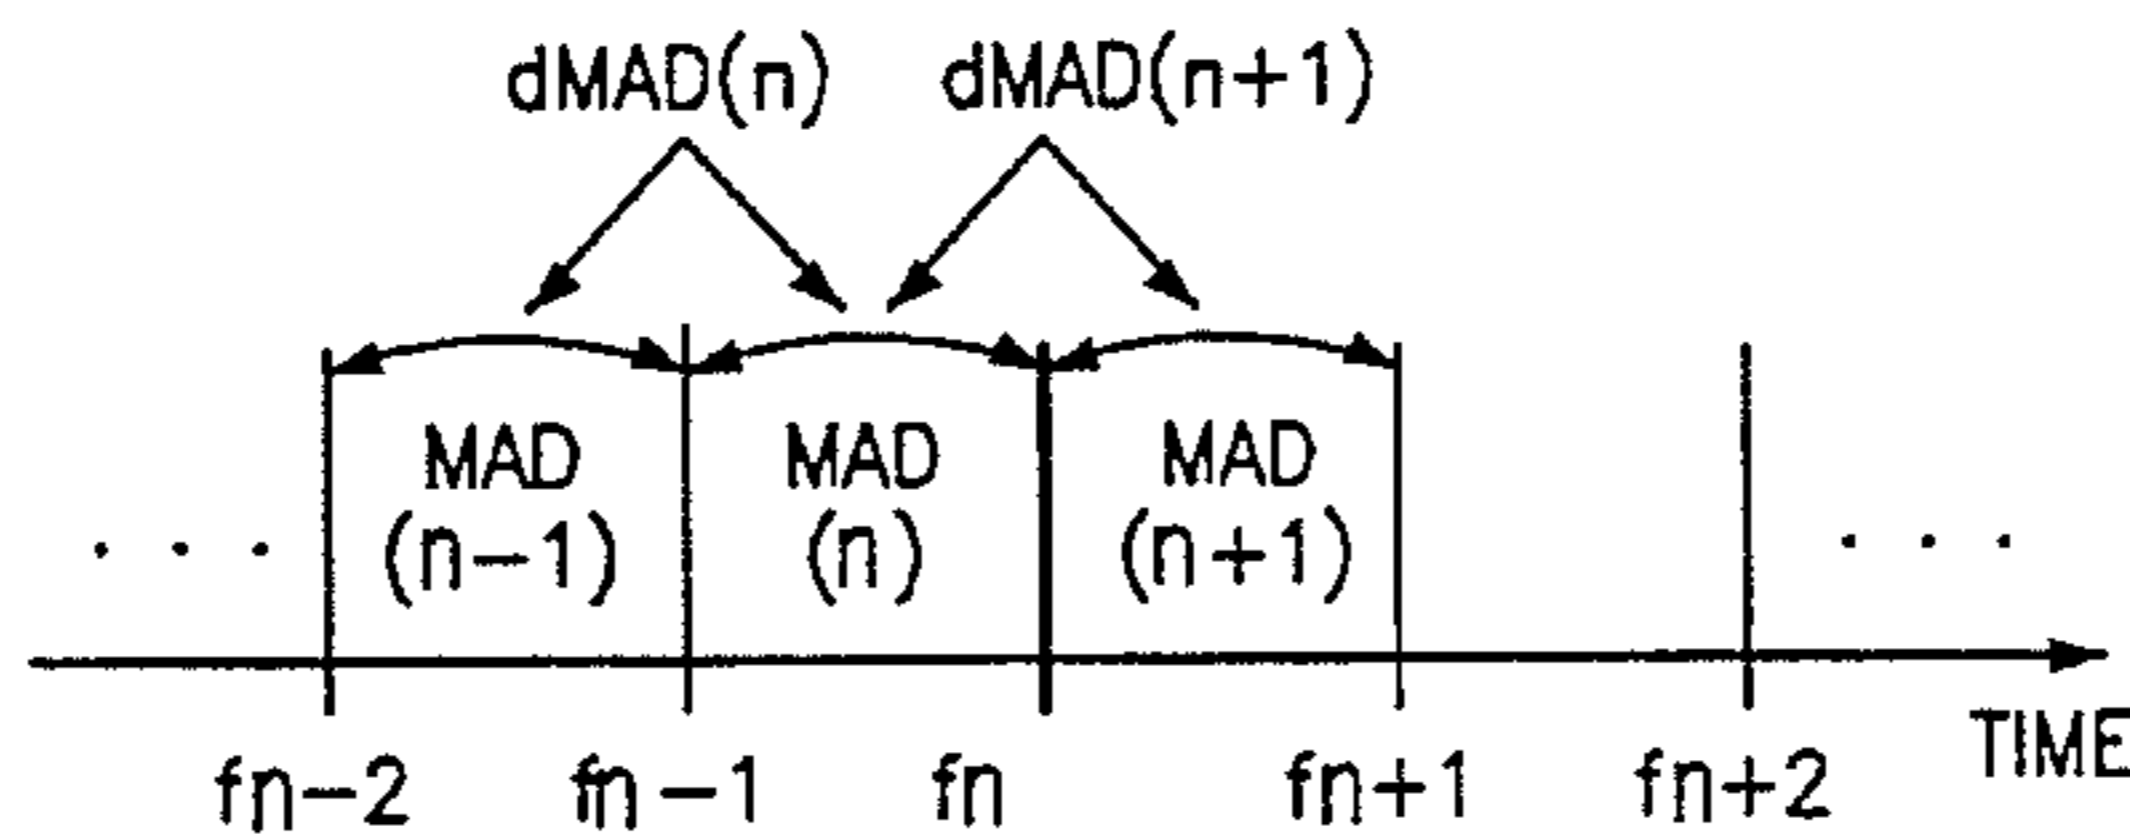 dMAD(n) dMAD(n+1)
MAD MAD MAD
(n-1) (n) (n+1)
. . . . . .
fn-2 fn-1 fn fn+1 fn+2 TIME